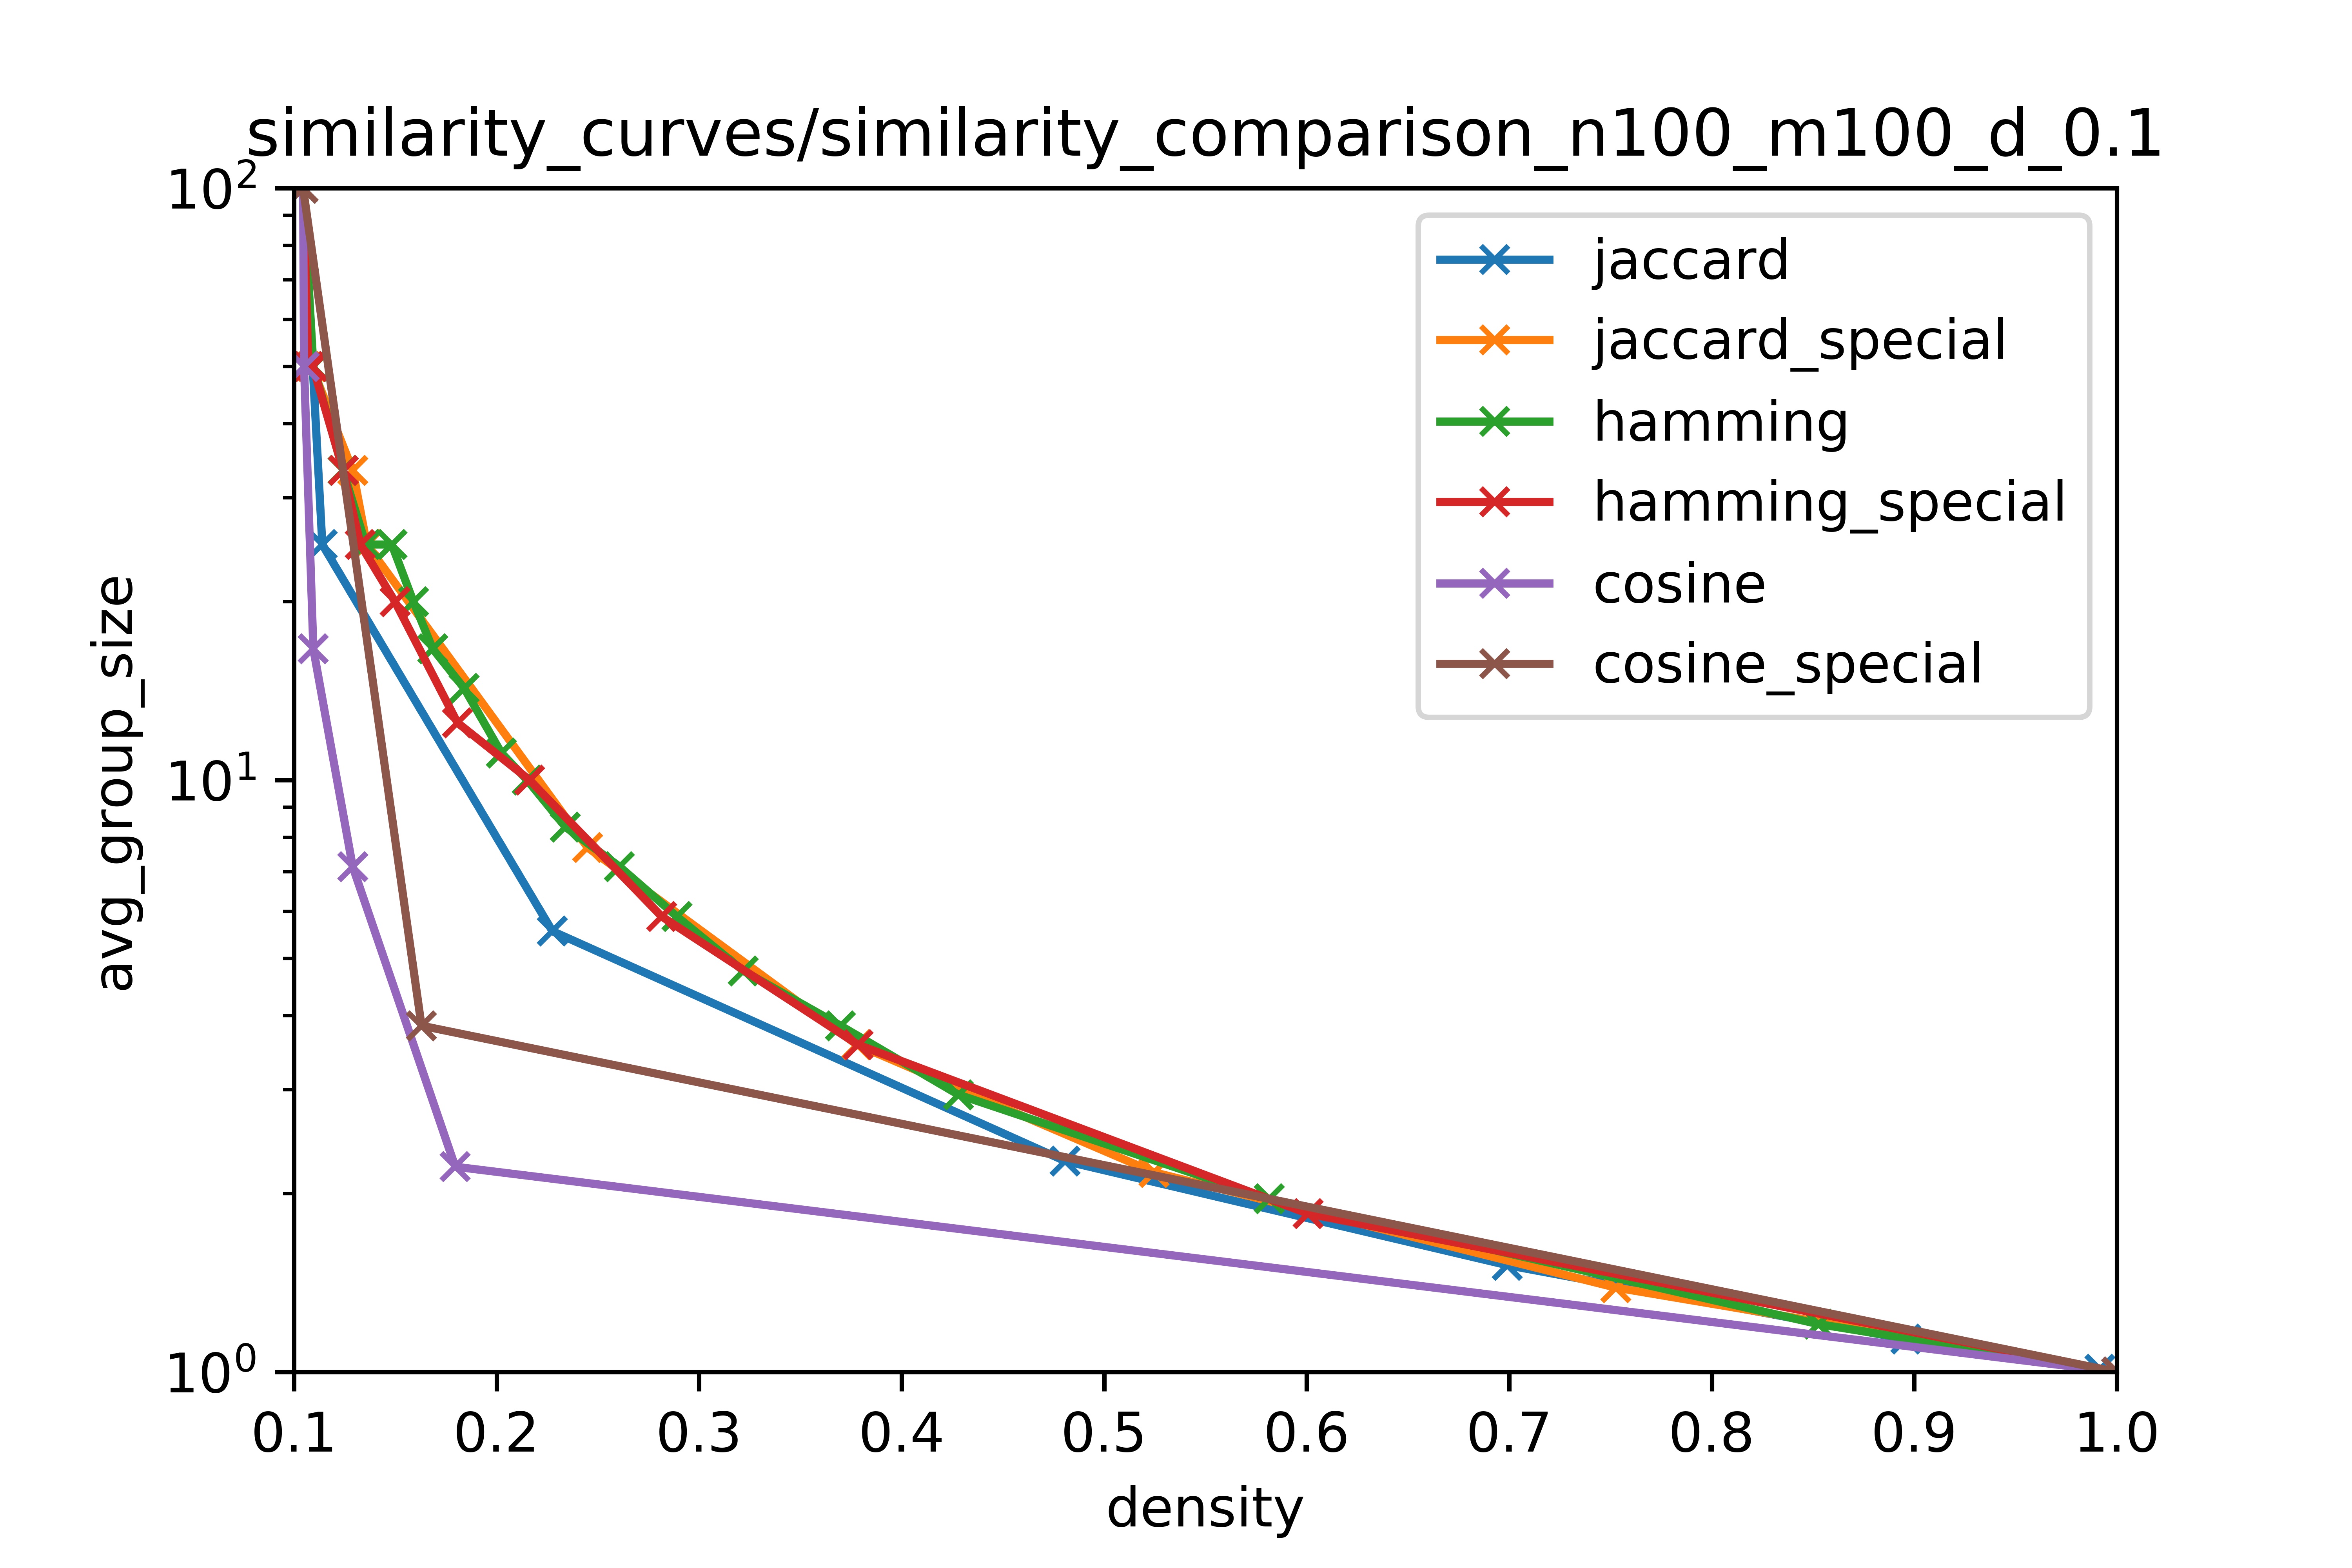 similarity_curves/similarity_comparison_n100_m100_d_0.1
10²
10¹
10⁰
avg_group_size
jaccard
jaccard_special
hamming
hamming_special
cosine
cosine_special
0.1 0.2 0.3 0.4 0.5 0.6 0.7 0.8 0.9 1.0
density